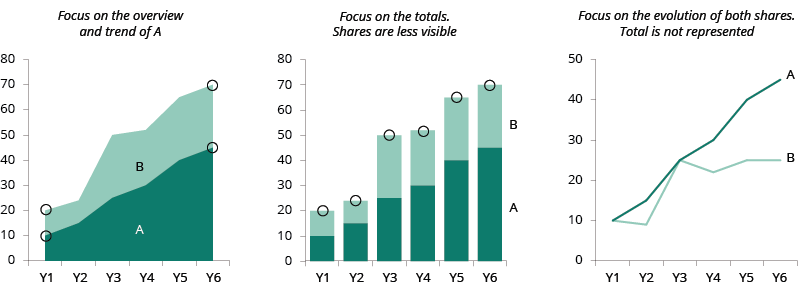 Focus on the overview
and trend of A
80
70
60
50
40
30
20
10
0
B
A
Y1 Y2 Y3 Y4 Y5 Y6
Focus on the totals.
Shares are less visible
80
70
60
50
40
30
20
10
0
B
A
Y1 Y2 Y3 Y4 Y5 Y6
Focus on the evolution of both shares.
Total is not represented
50
40
30
20
10
0
A
B
Y1 Y2 Y3 Y4 Y5 Y6